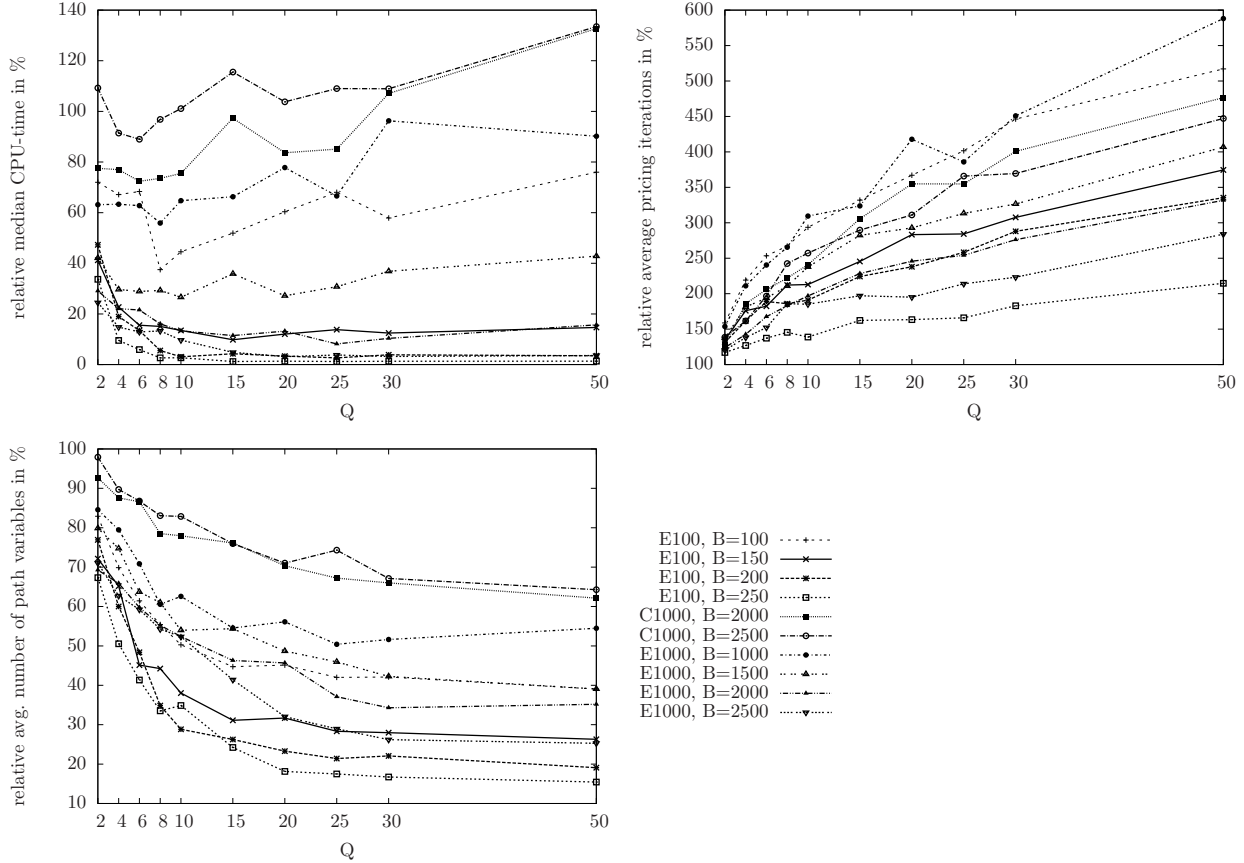 140
120
100
80
60
40
20
0
relative median CPU-time in %
2 4 6 8 10 15 20 25 30 50
Q
600
550
500
450
400
350
300
250
200
150
100
relative average pricing iterations in %
2 4 6 8 10 15 20 25 30 50
Q
100
90
80
70
60
50
40
30
20
10
relative avg. number of path variables in %
2 4 6 8 10 15 20 25 30 50
Q
E100, B=100
E100, B=150
E100, B=200
E100, B=250
C1000, B=2000
C1000, B=2500
E1000, B=1000
E1000, B=1500
E1000, B=2000
E1000, B=2500